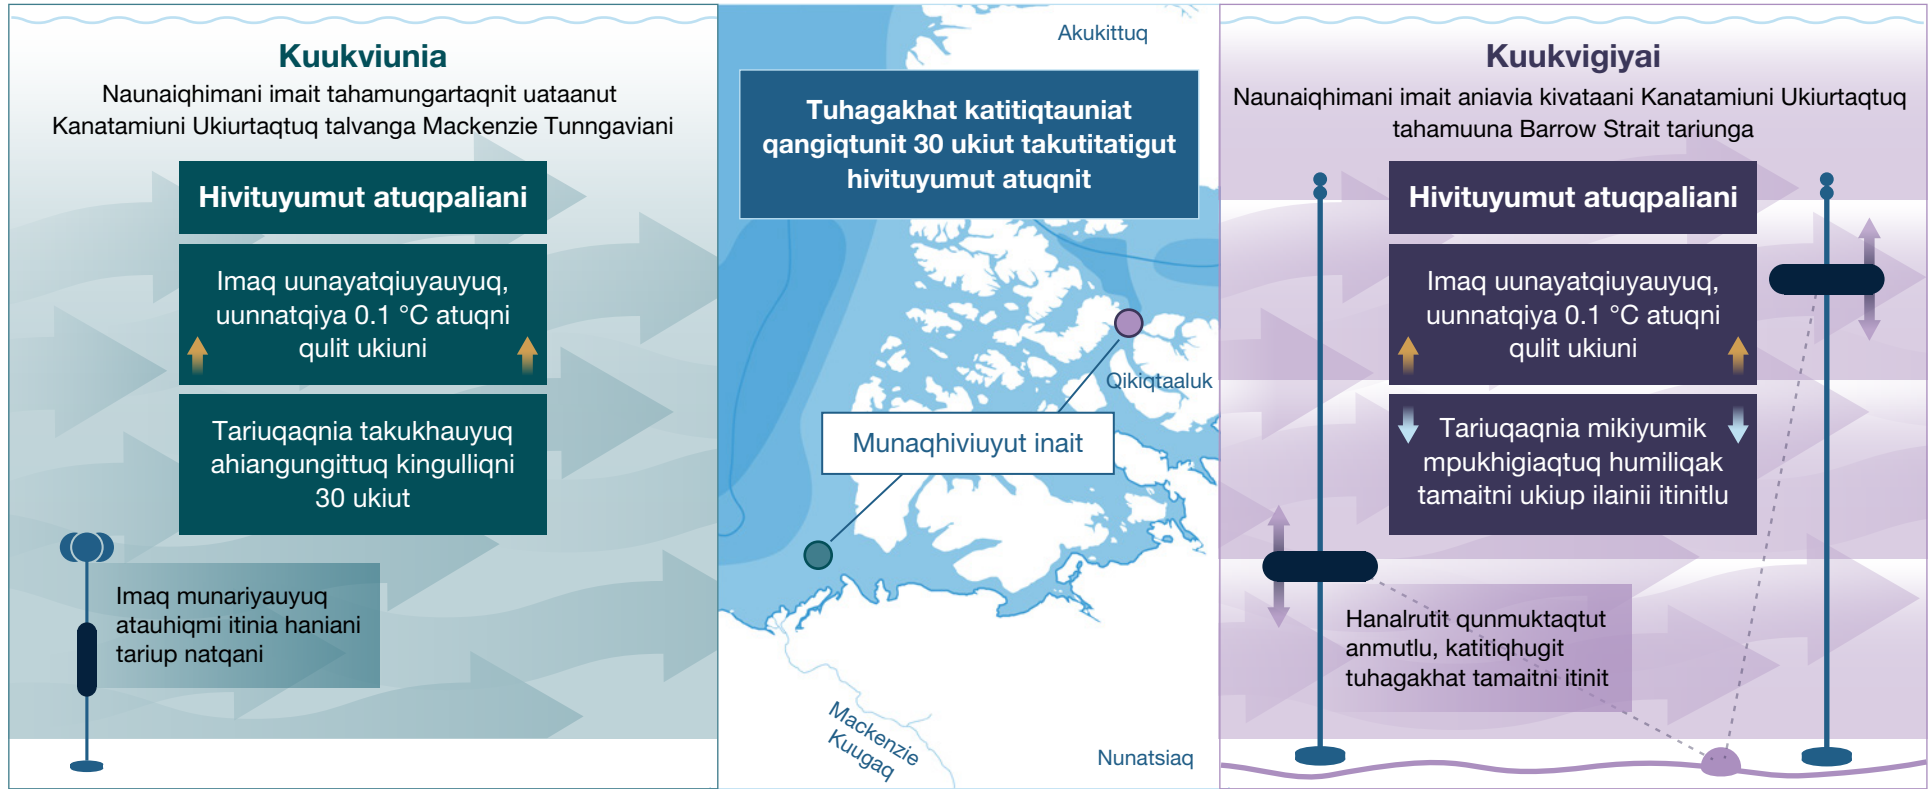 Kuukviunia
Naunaiqhimani imait tahamungartaqnit uataanut
Kanatamiuni Ukiurtaqtuq talvanga Mackenzie Tunngaviani
Hivituyumut atuqpaliani
Imaq uunayatqiuyauyuq,
uunnatqiya 0.1 °C atuqni
qulit ukiuni
Tariuqaqnia takukhauyuq
ahiangungittuq kingulliqni
30 ukiut
Imaq munariyauyuq
atauhiqmi itinia haniani
tariup natqani
Akukittuq
Tuhagakhat katitiqtauniat
qangiqtunit 30 ukiut takutitatigut
hivituyumut atuqnit
Qikiqtaaluk
Munaqhiviuyut inait
Mackenzie
Kuugaq
Nunatsiaq
Kuukvigiyai
Naunaiqhimani imait aniavia kivataani Kanatamiuni Ukiurtaqtuq
tahamuuna Barrow Strait tariunga
Hivituyumut atuqpaliani
Imaq uunayatqiuyauyuq,
uunnatqiya 0.1 °C atuqni
qulit ukiuni
Tariuqaqnia mikiyumik
mpukhigiaqtuq humiliqak
tamaitni ukiup ilainii itinitlu
Hanalrutit qunmuktaqtut
anmutlu, katitiqhugit
tuhagakhat tamaitni itinit